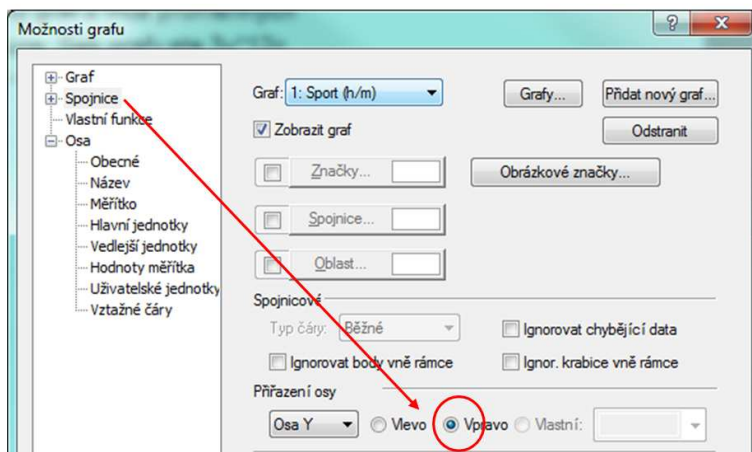 Možnosti grafu
Graf
Spojnice
Vlastní funkce
Osa
Obecné
Název
Měřítko
Hlavní jednotky
Vedlejší jednotky
Hodnoty měřítka
Uživatelské jednotky
Vztažné čáry
Graf: 1: Sport (h/m) Grafy... Přidat nový graf...
Zobrazit graf Odstranit
Značky... Obrázkové značky...
Spojnice...
Oblast...
Spojnicové
Typ čáry: Běžné Ignorovat chybějící data
Ignorovat body vně rámce Ignor. krabice vně rámce
Přiřazení osy
Osa Y Vlevo Vpravo Vlastní: